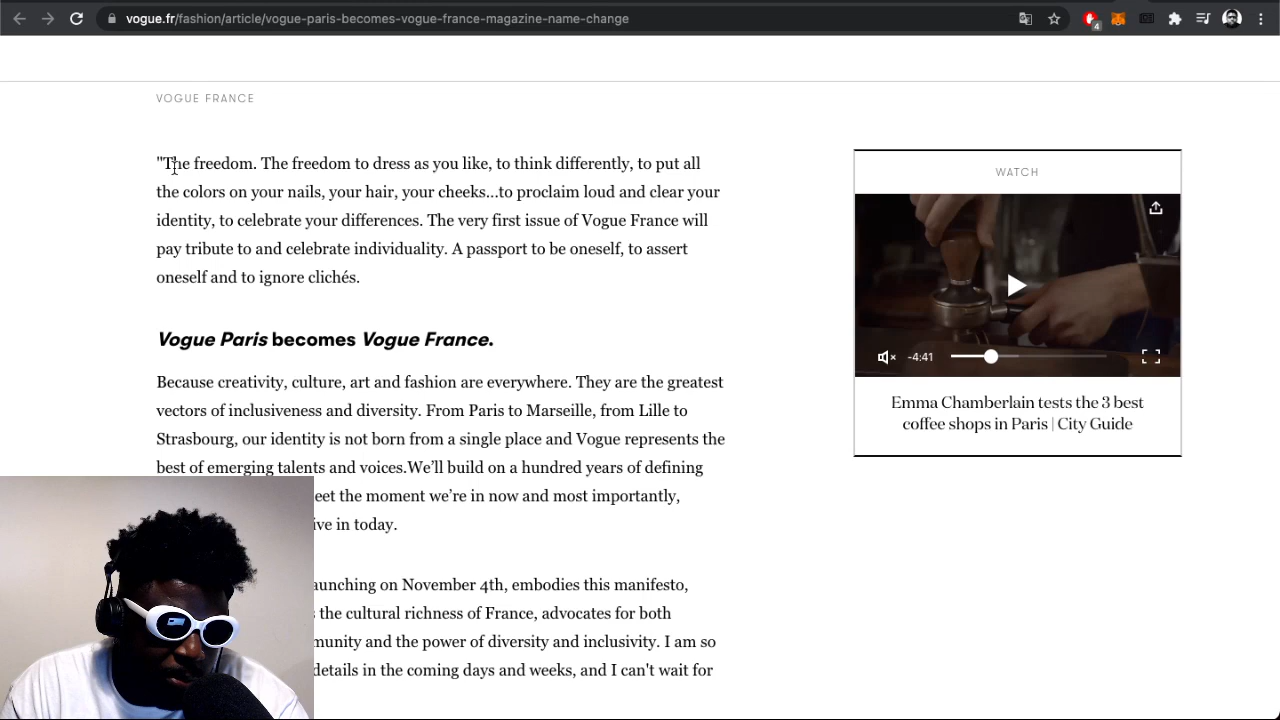 vogue.fr/fashion/article/vogue-paris-becomes-vogue-france-magazine-name-change
4
VOGUE FRANCE
"The freedom. The freedom to dress as you like, to think differently, to put all
the colors on your nails, your hair, your cheeks...to proclaim loud and clear your
identity, to celebrate your differences. The very first issue of Vogue France will
pay tribute to and celebrate individuality. A passport to be oneself, to assert
oneself and to ignore clichés.
Vogue Paris becomes Vogue France.
Because creativity, culture, art and fashion are everywhere. They are the greatest
vectors of inclusiveness and diversity. From Paris to Marseille, from Lille to
Strasbourg, our identity is not born from a single place and Vogue represents the
best of emerging talents and voices.We'll build on a hundred years of defining
the moment we're in now and most importantly,
in today.
on November 4th, embodies this manifesto,
the cultural richness of France, advocates for both
and the power of diversity and inclusivity. I am so
details in the coming days and weeks, and I can't wait for
WATCH
-4:41
Emma Chamberlain tests the 3 best
coffee shops in Paris | City Guide